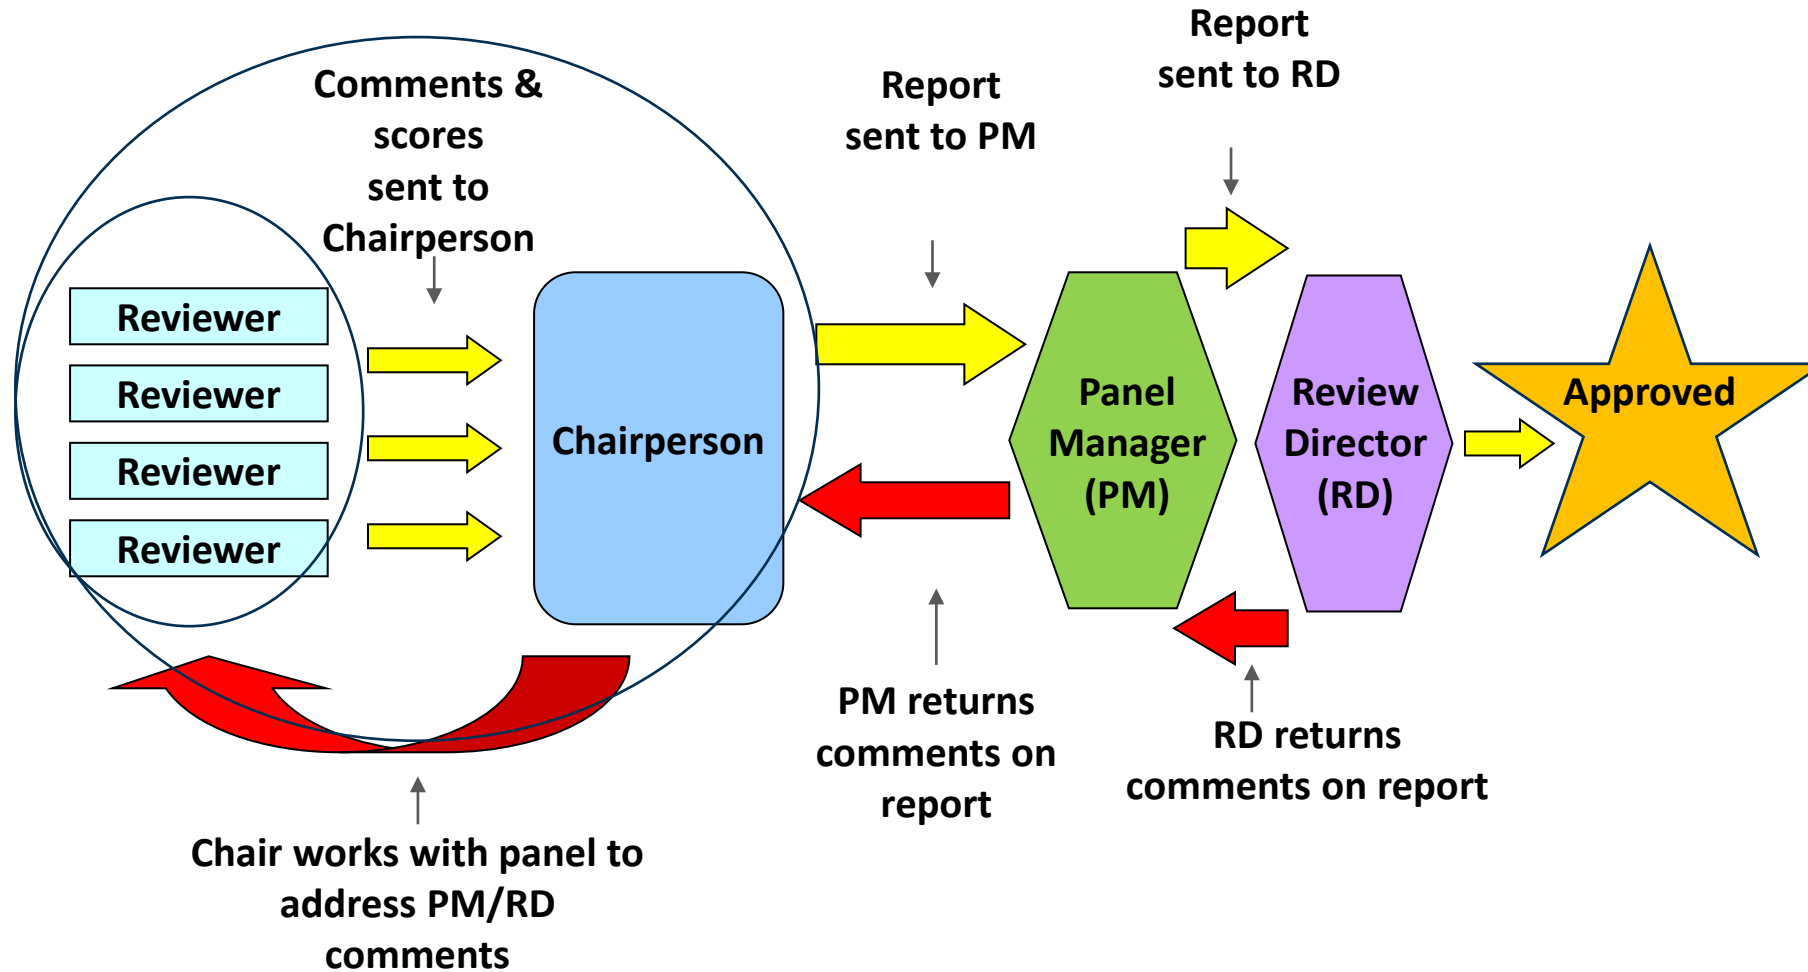 Comments &
scores
sent to
Chairperson
Report
sent to PM
Report
sent to RD
Reviewer
Reviewer
Reviewer
Reviewer
Chairperson
Panel
Manager
(PM)
Review
Director
(RD)
Approved
PM returns
comments on
report
RD returns
comments on report
Chair works with panel to
address PM/RD
comments